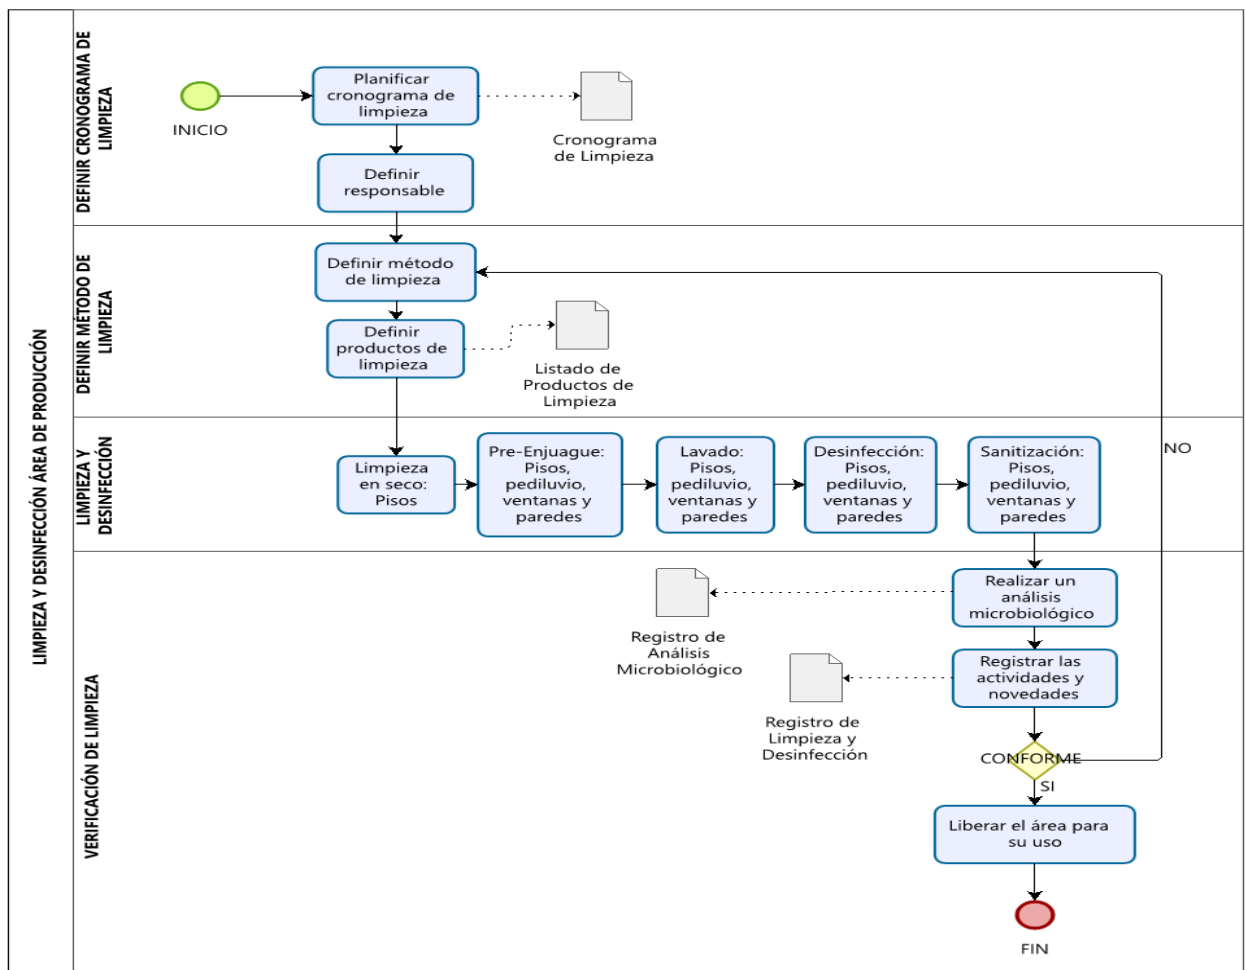 LIMPIEZA Y DESINFECCIÓN ÁREA DE PRODUCCIÓN
DEFINIR CRONOGRAMA DE
LIMPIEZA
INICIO
Planificar
cronograma de
limpieza
Cronograma
de Limpieza
Definir
responsable
DEFINIR MÉTODO DE
LIMPIEZA
Definir método
de limpieza
Definir
productos de
limpieza
Listado de
Productos de
Limpieza
LIMPIEZA Y
DESINFECCIÓN
Limpieza
en seco:
Pisos
Pre-Enjuague:
Pisos,
pediluvio,
ventanas y
paredes
Lavado:
Pisos,
pediluvio,
ventanas y
paredes
Desinfección:
Pisos,
pediluvio,
ventanas y
paredes
Sanitización:
Pisos,
pediluvio,
ventanas y
paredes
NO
VERIFICACIÓN DE LIMPIEZA
Realizar un
análisis
microbiológico
Registro de
Análisis
Microbiológico
Registrar las
actividades y
novedades
Registro de
Limpieza y
Desinfección
CONFORME
SI
Liberar el área para
su uso
FIN